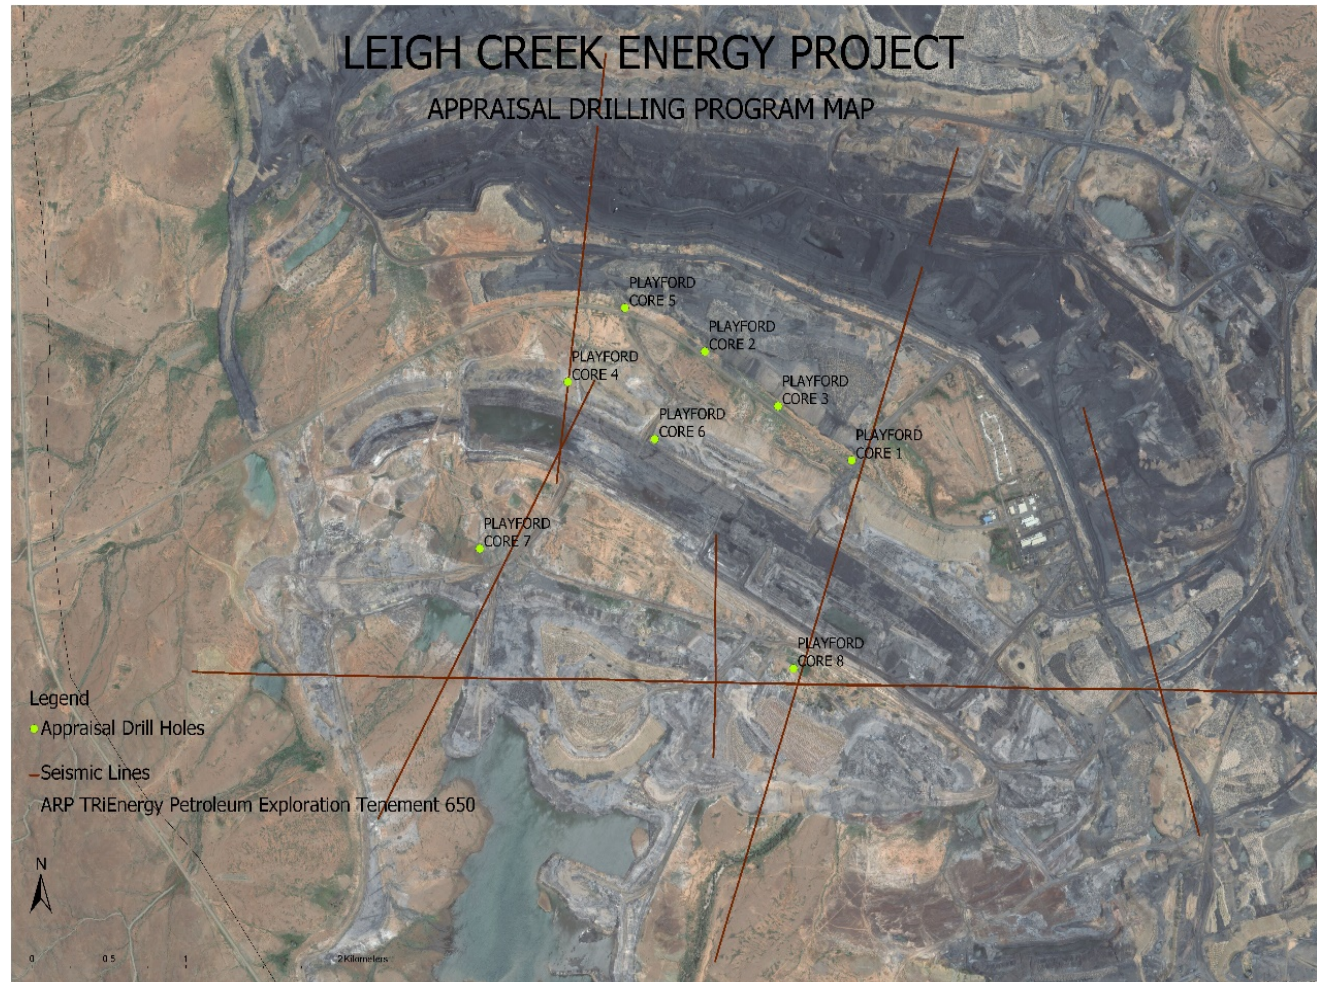 LEIGH CREEK ENERGY PROJECT
APPRAISAL DRILLING PROGRAM MAP
PLAYFORD
CORE 5
PLAYFORD
CORE 2
PLAYFORD
CORE 4
PLAYFORD
CORE 3
PLAYFORD
CORE 6
PLAYFORD
CORE 1
PLAYFORD
CORE 7
PLAYFORD
CORE 8
Legend
Appraisal Drill Holes
Seismic Lines
ARP TRiEnergy Petroleum Exploration Tenement 650
N
0 0.5 1 2 Kilometers